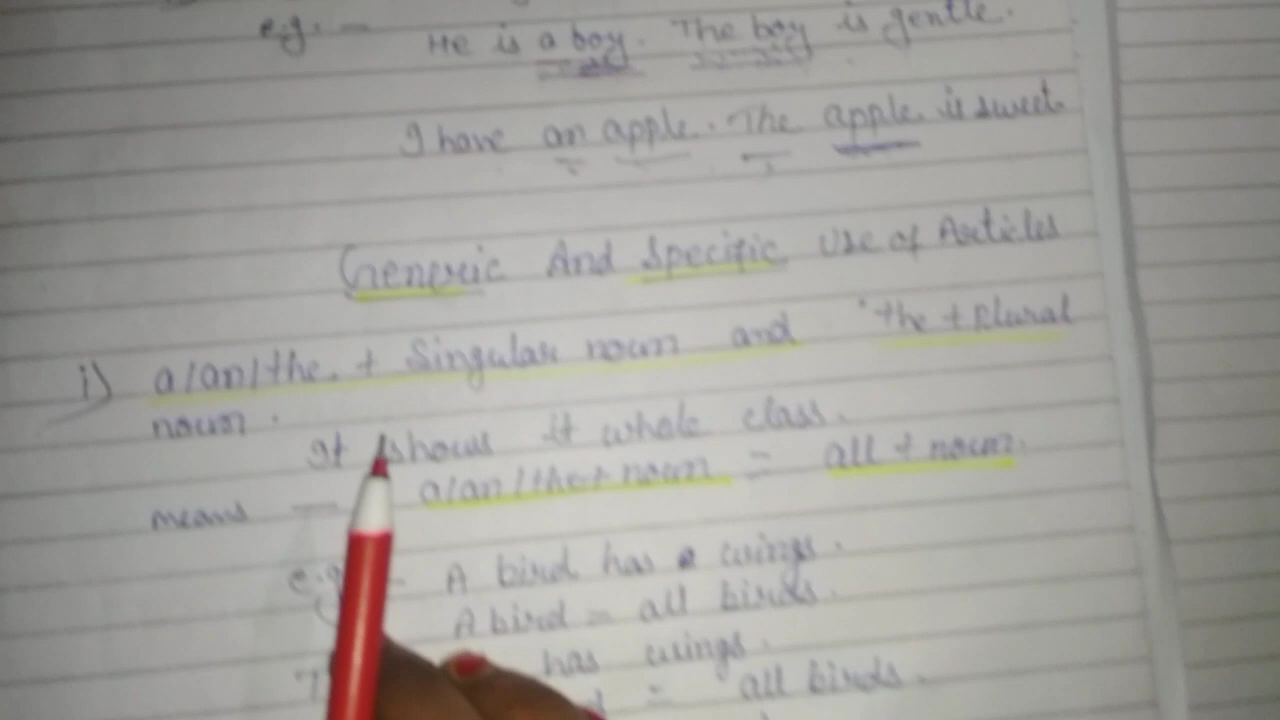 e.g. - He is a boy. The boy is gentle.
I have an apple. The apple is sweet.
Generic And Specific Use of Articles
i) a/an/the + Singular noun and the + Plural
noun.
It shows it whole class.
means — a/an/the + noun = all + noun.
e.g. - A bird has wings.
A bird = all birds.
has wings.
= all birds.